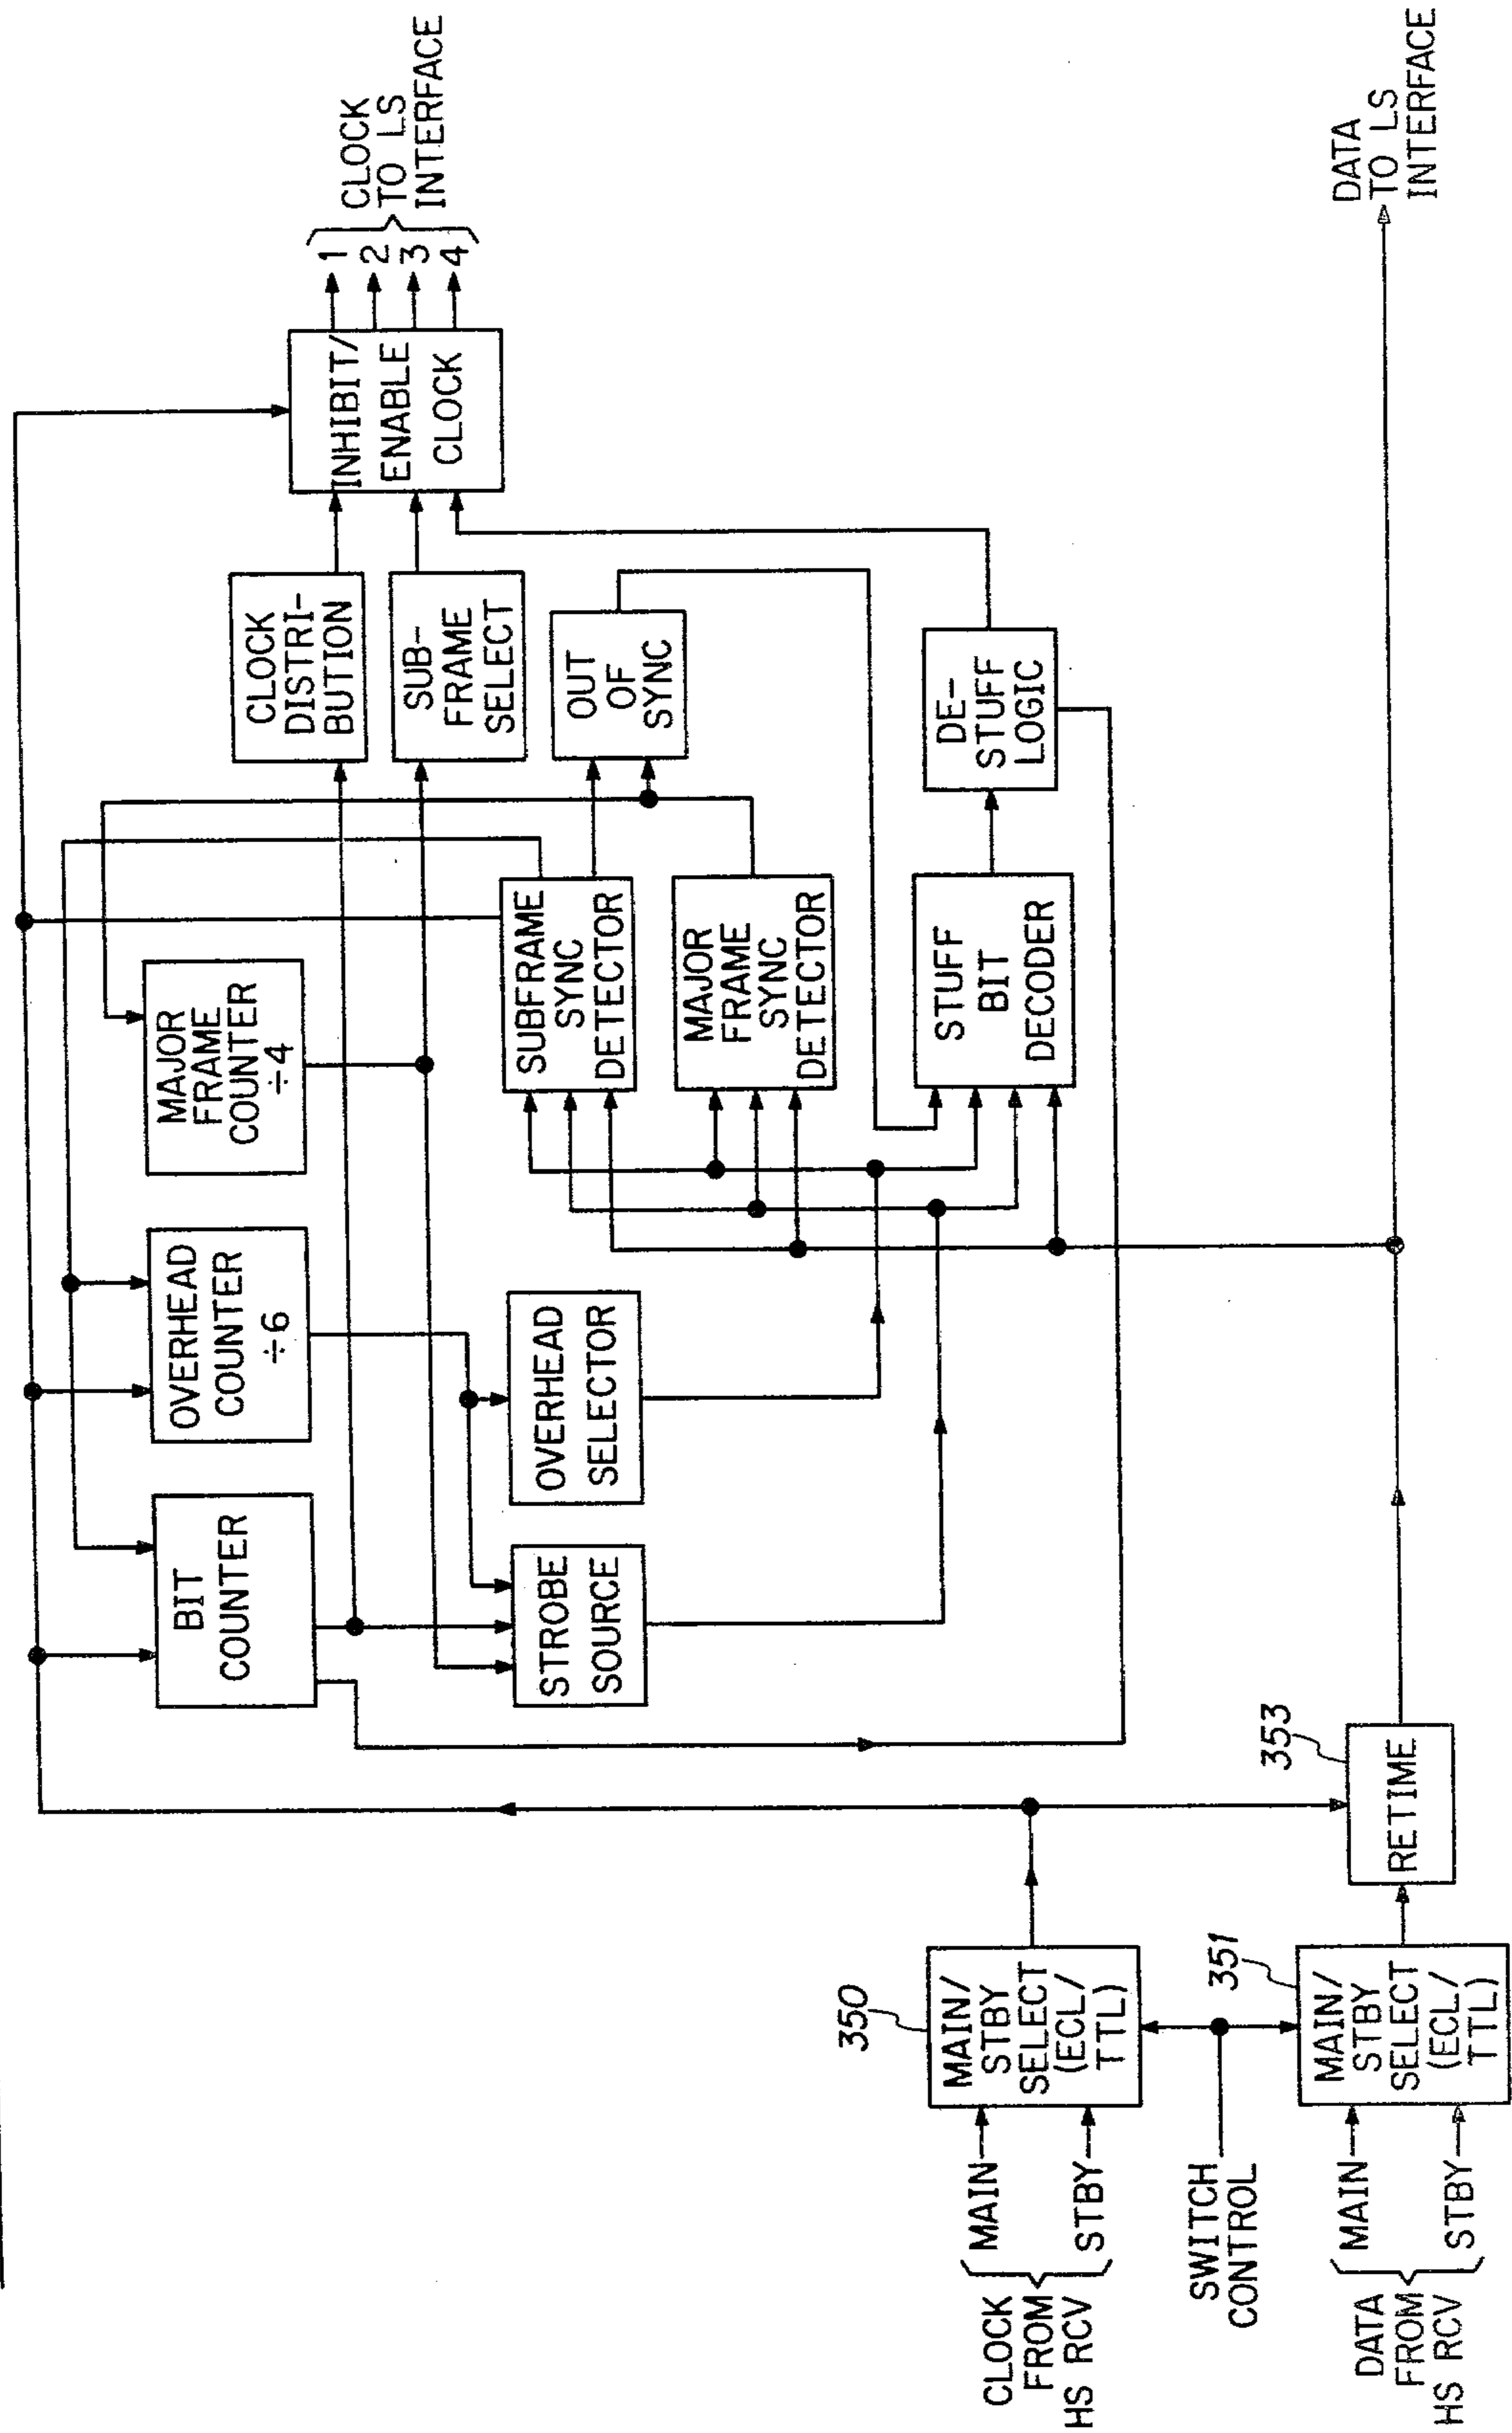 CLOCK
FROM
HS RCV
MAIN
STBY
SWITCH
CONTROL
DATA
FROM
HS RCV
MAIN
STBY
350
MAIN/
STBY
SELECT
(ECL/
TTL)
351
MAIN/
STBY
SELECT
(ECL/
TTL)
353
RETIME
BIT
COUNTER
OVERHEAD
COUNTER
÷6
MAJOR
FRAME
COUNTER
÷4
STROBE
SOURCE
OVERHEAD
SELECTOR
SUBFRAME
SYNC
DETECTOR
MAJOR
FRAME
SYNC
DETECTOR
STUFF
BIT
DECODER
CLOCK
DISTRI-
BUTION
SUB-
FRAME
SELECT
OUT
OF
SYNC
DE-
STUFF
LOGIC
INHIBIT/
ENABLE
CLOCK
1
2
3
4
CLOCK
TO LS
INTERFACE
DATA
TO LS
INTERFACE